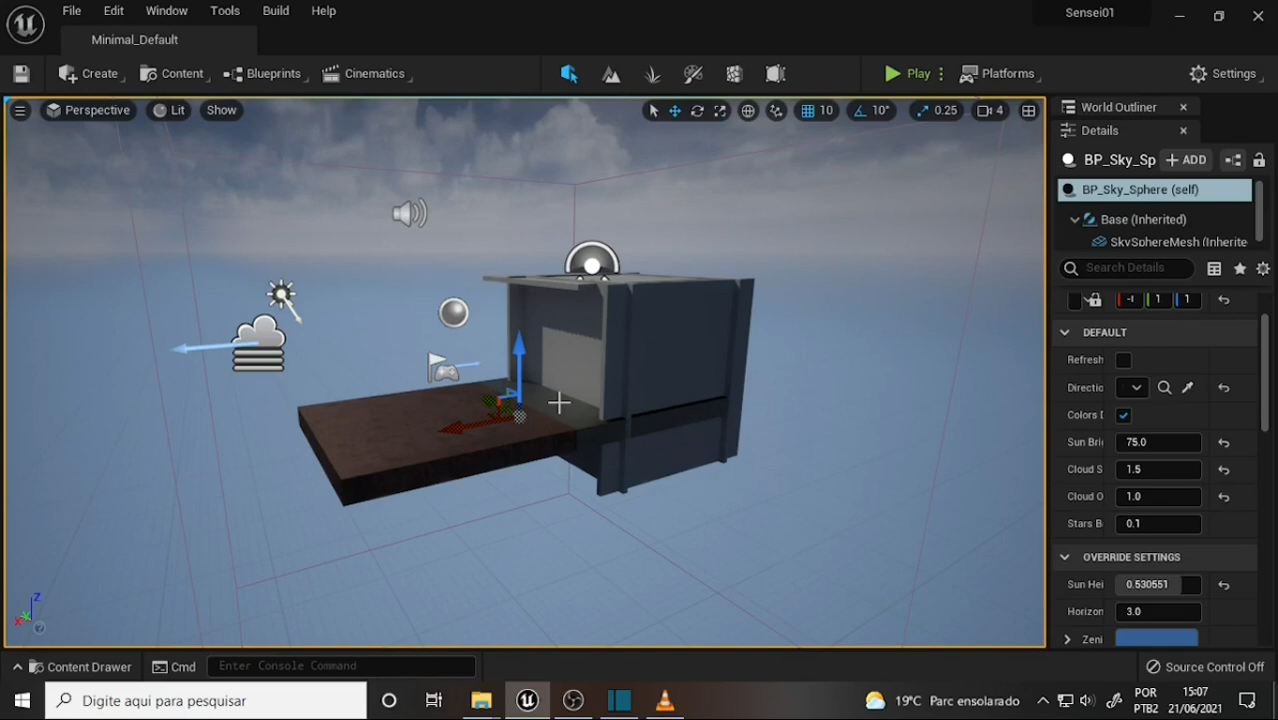 File Edit Window Tools Build Help
Sensei01
Minimal_Default
Create Content Blueprints Cinematics Play Platforms Settings
Perspective Lit Show 10 10° 0.25 4
World Outliner
Details
BP_Sky_Sp ADD
BP_Sky_Sphere (self)
Base (Inherited)
SkySphereMesh (Inherite
Search Details
-1 1 1
DEFAULT
Refresh
Directic
Colors D
Sun Bri 75.0
Cloud S 1.5
Cloud O 1.0
Stars B 0.1
OVERRIDE SETTINGS
Sun Hei 0.530551
Horizon 3.0
Zeni
Z
X
Content Drawer Cmd Enter Console Command Source Control Off
Digite aqui para pesquisar 19°C Parc ensolarado POR 15:07
PTB2 21/06/2021